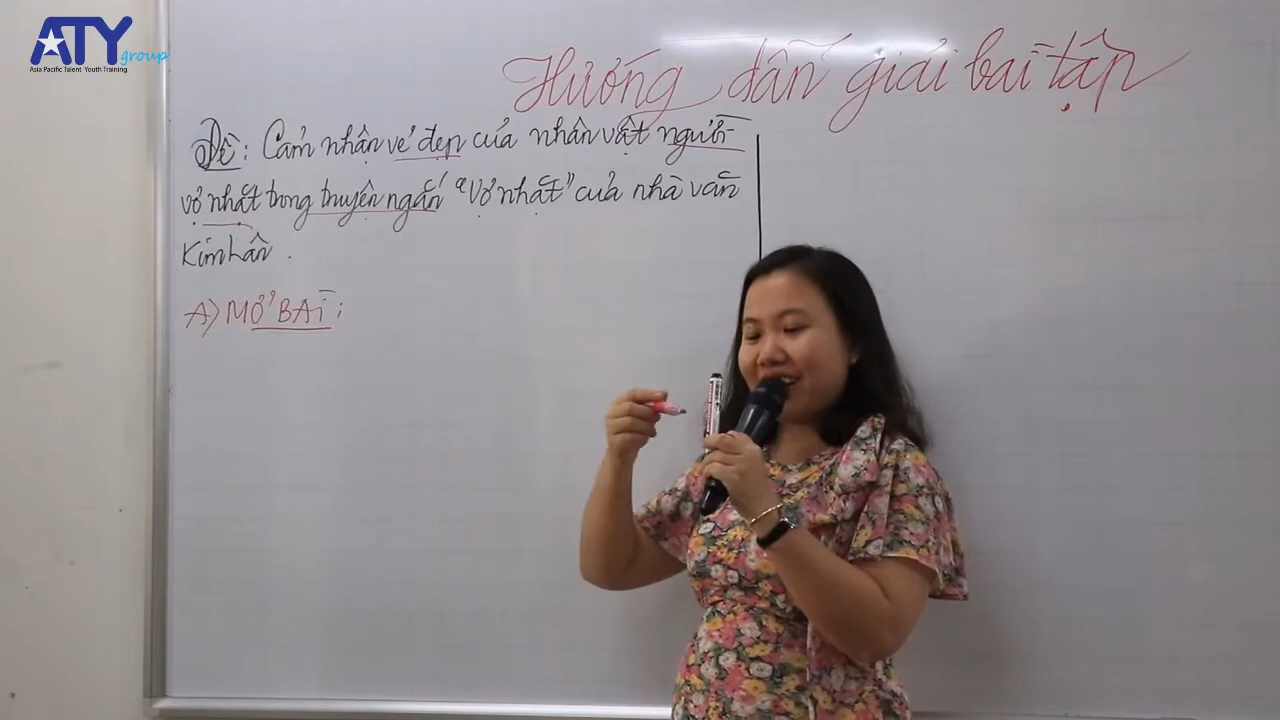 ATY group
Asia Pacific Talent Youth Training
Hướng dẫn giải bài tập
Đề: Cảm nhận vẻ đẹp của nhân vật người
vợ nhặt trong truyện ngắn "Vợ nhặt" của nhà văn
Kim Lân.
A) MỞ BÀI: